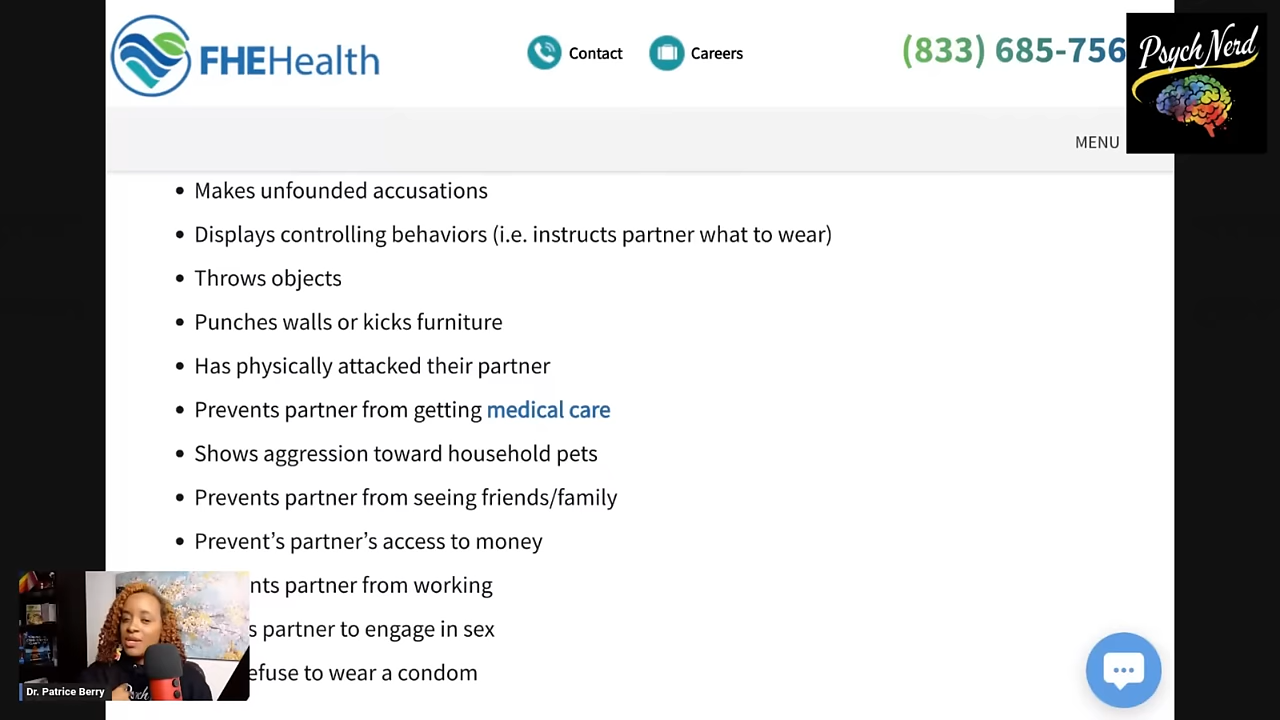 FHEHealth
Contact
Careers
(833) 685-756
Psych Nerd
MENU
• Makes unfounded accusations
• Displays controlling behaviors (i.e. instructs partner what to wear)
• Throws objects
• Punches walls or kicks furniture
• Has physically attacked their partner
• Prevents partner from getting medical care
• Shows aggression toward household pets
• Prevents partner from seeing friends/family
• Prevent’s partner’s access to money
partner from working
partner to engage in sex
to wear a condom
Dr. Patrice Berry